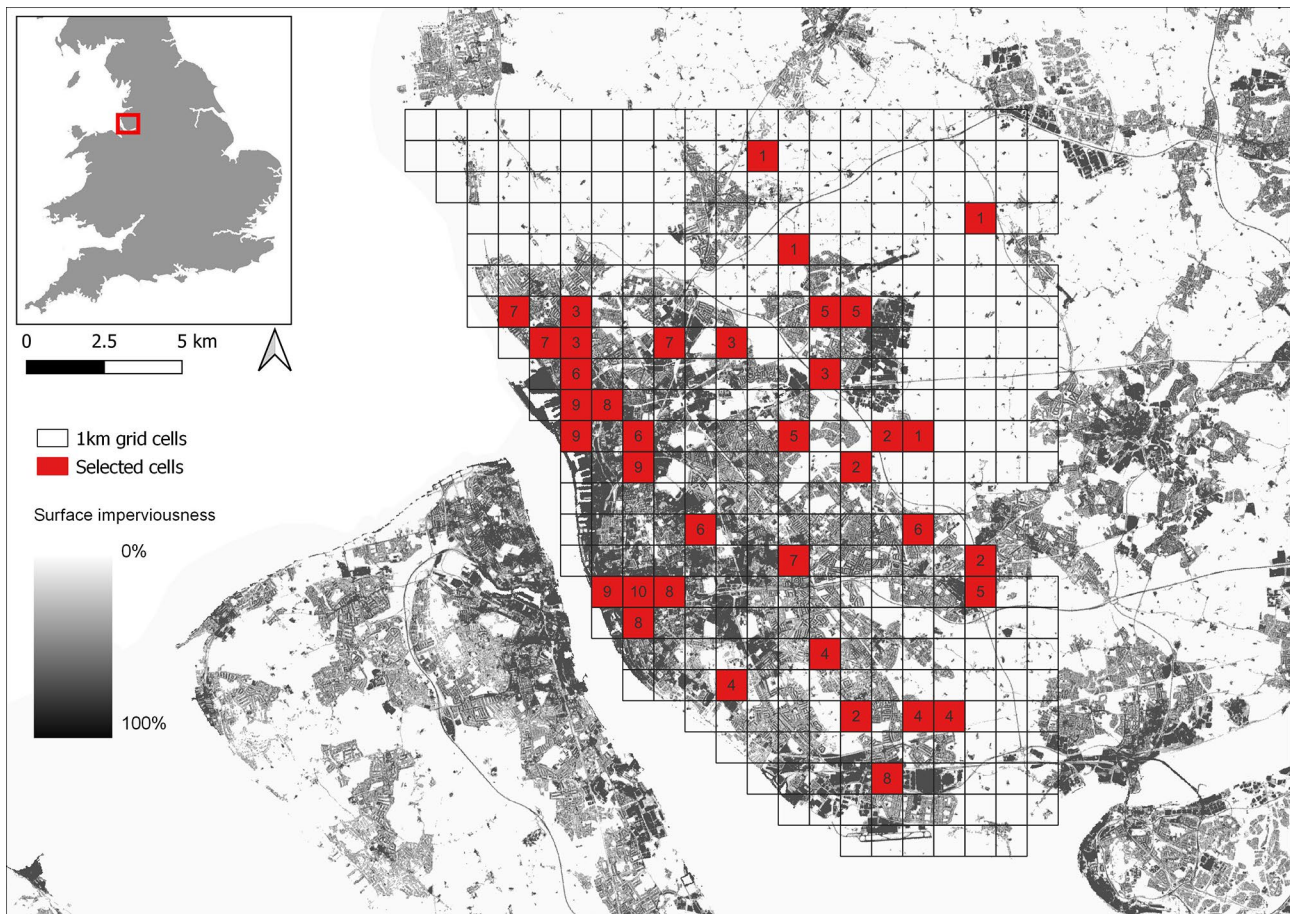 0 2.5 5 km
1km grid cells
Selected cells
Surface imperviousness
0%
100%
1
1
1
7 3 5 5
7 3 7 3
6 3
9 8
9 6 5 2 1
9 2
6 6
7 2
9 10 8 5
8
4
4
2 4 4
8